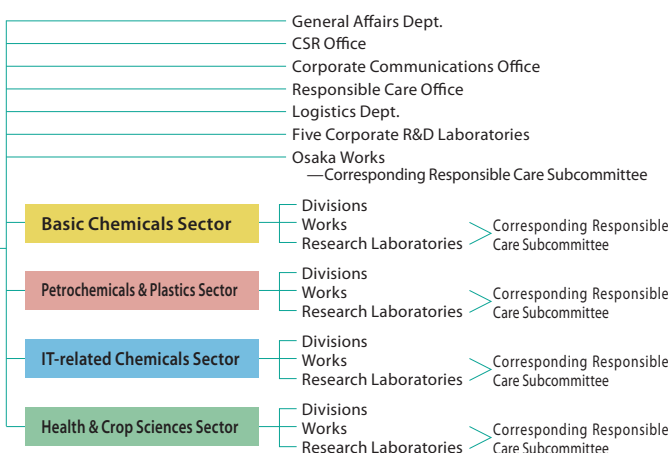 General Affairs Dept.
CSR Office
Corporate Communications Office
Responsible Care Office
Logistics Dept.
Five Corporate R&D Laboratories
Osaka Works
—Corresponding Responsible Care Subcommittee
Basic Chemicals Sector
Divisions
Works
Research Laboratories
Corresponding Responsible
Care Subcommittee
Petrochemicals & Plastics Sector
Divisions
Works
Research Laboratories
Corresponding Responsible
Care Subcommittee
IT-related Chemicals Sector
Divisions
Works
Research Laboratories
Corresponding Responsible
Care Subcommittee
Health & Crop Sciences Sector
Divisions
Works
Research Laboratories
Corresponding Responsible
Care Subcommittee